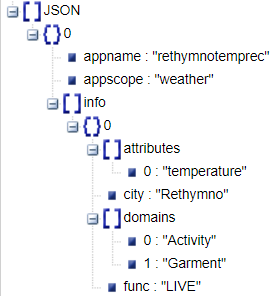 JSON
0
appname : "rethymnotemprec"
appscope : "weather"
info
0
attributes
0 : "temperature"
city : "Rethymno"
domains
0 : "Activity"
1 : "Garment"
func : "LIVE"